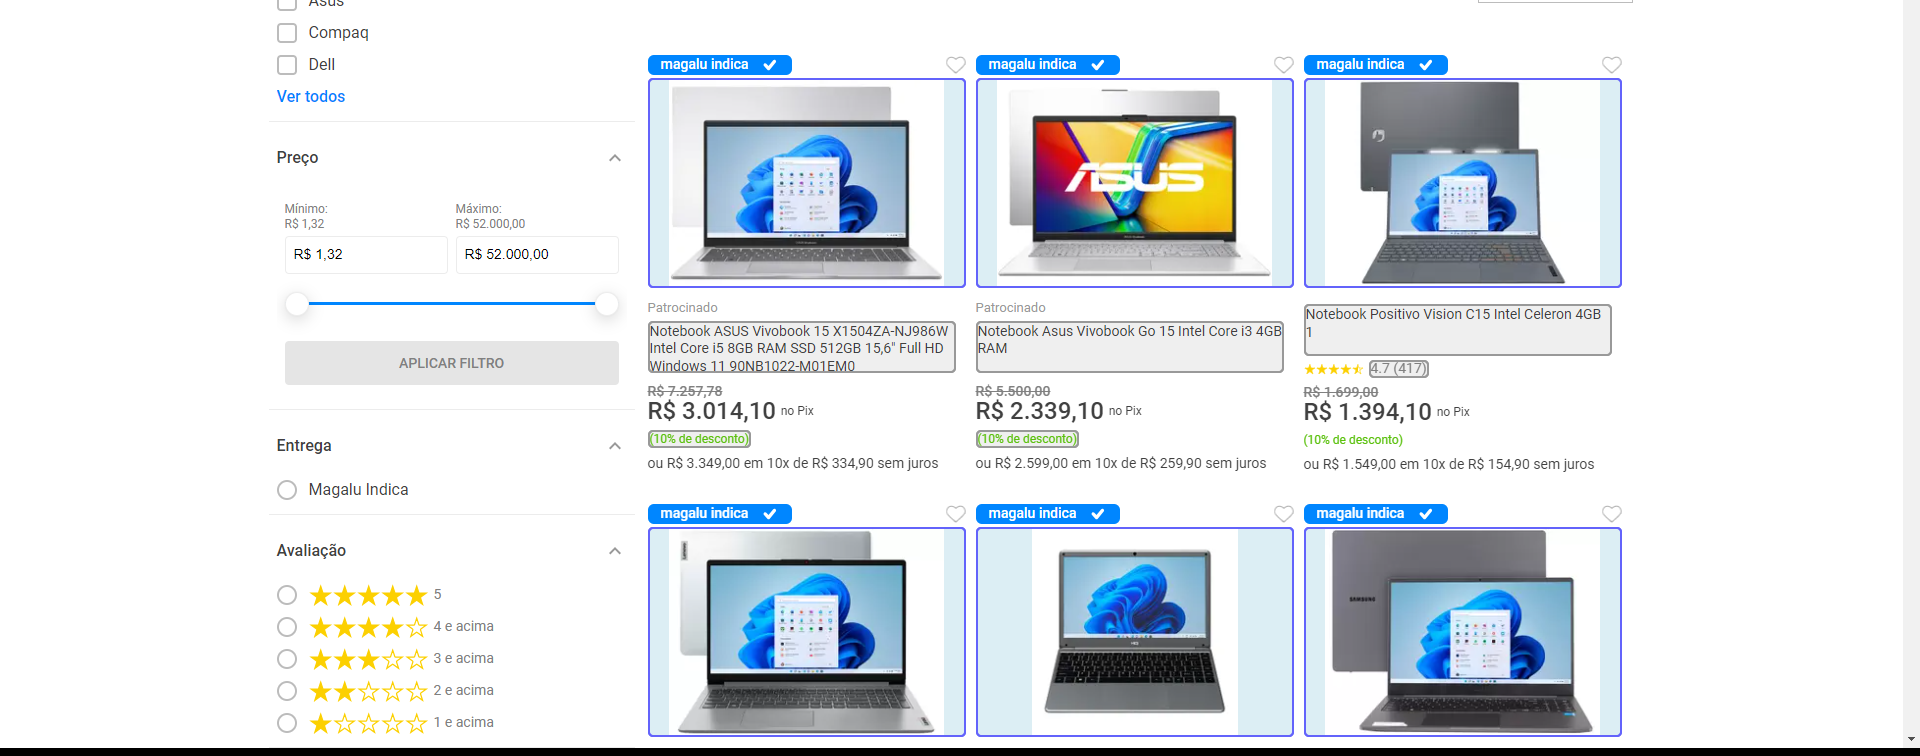 Asus
Compaq
Dell
Ver todos
Preço
Mínimo:
R$ 1,32
Máximo:
R$ 52.000,00
R$ 1,32
R$ 52.000,00
APLICAR FILTRO
Entrega
Magalu Indica
Avaliação
5
4 e acima
3 e acima
2 e acima
1 e acima
magalu indica
ASUS
Patrocinado
Notebook ASUS Vivobook 15 X1504ZA-NJ986W
Intel Core i5 8GB RAM SSD 512GB 15,6" Full HD
Windows 11 90NB1022-M01EM0
R$ 7.257,78
R$ 3.014,10 no Pix
(10% de desconto)
ou R$ 3.349,00 em 10x de R$ 334,90 sem juros
magalu indica
Patrocinado
Notebook Asus Vivobook Go 15 Intel Core i3 4GB
RAM
R$ 5.500,00
R$ 2.339,10 no Pix
(10% de desconto)
ou R$ 2.599,00 em 10x de R$ 259,90 sem juros
magalu indica
Notebook Positivo Vision C15 Intel Celeron 4GB
1
4.7 (417)
R$ 1.699,00
R$ 1.394,10 no Pix
(10% de desconto)
ou R$ 1.549,00 em 10x de R$ 154,90 sem juros
magalu indica
Lenovo
magalu indica
magalu indica
SAMSUNG